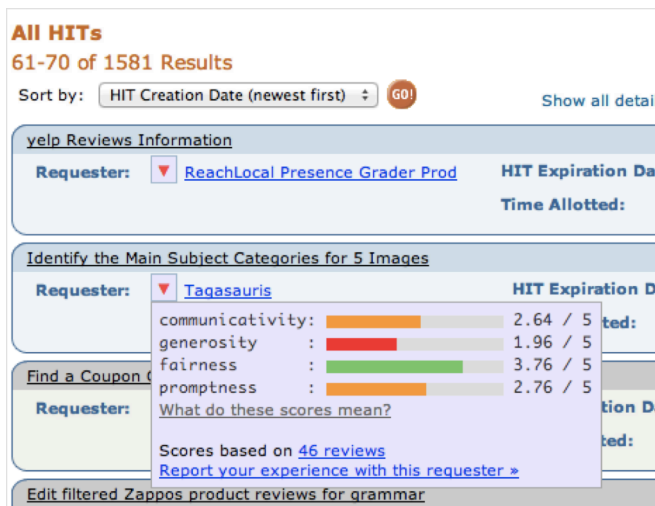 All HITs
61-70 of 1581 Results
Sort by: HIT Creation Date (newest first) GO! Show all detai
yelp Reviews Information
Requester: ReachLocal Presence Grader Prod HIT Expiration Da
Time Allotted:
Identify the Main Subject Categories for 5 Images
Requester: Tagasauris HIT Expiration D
communicativity: 2.64 / 5 ted:
generosity : 1.96 / 5
fairness : 3.76 / 5
Find a Coupon
promptness : 2.76 / 5
Requester: What do these scores mean? tion D
Scores based on 46 reviews ted:
Report your experience with this requester »
Edit filtered Zappos product reviews for grammar